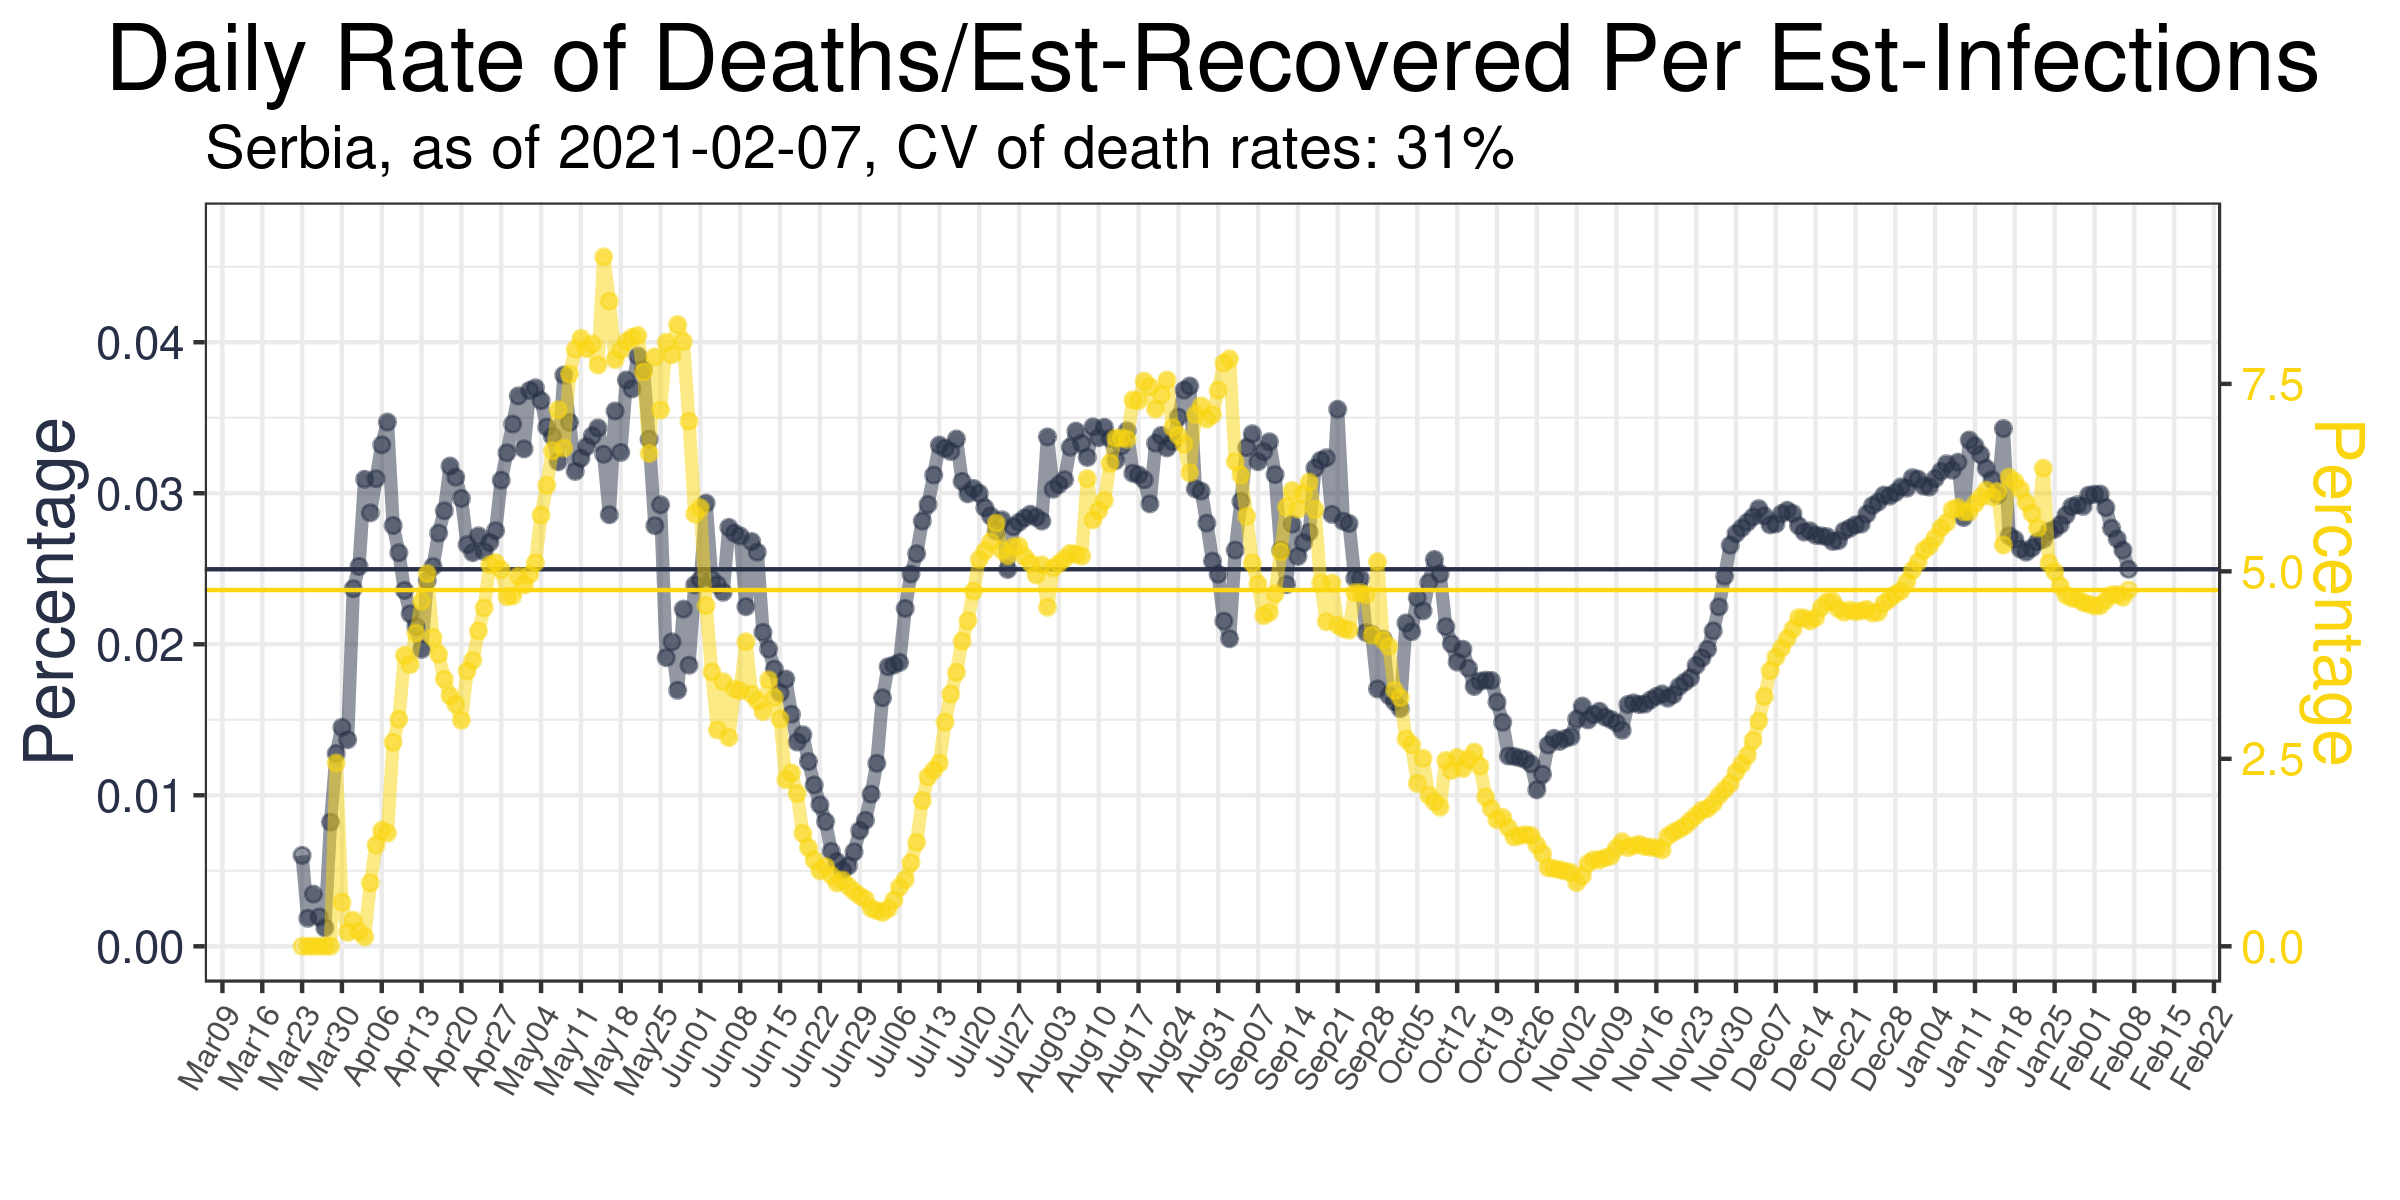 Daily Rate of Deaths/Est-Recovered Per Est-Infections
Serbia, as of 2021-02-07, CV of death rates: 31%
Percentage
0.04
0.03
0.02
0.01
0.00
7.5
5.0
2.5
0.0
Percentage
Mar09
Mar16
Mar23
Mar30
Apr06
Apr13
Apr20
Apr27
May04
May11
May18
May25
Jun01
Jun08
Jun15
Jun22
Jun29
Jul06
Jul13
Jul20
Jul27
Aug03
Aug10
Aug17
Aug24
Aug31
Sep07
Sep14
Sep21
Sep28
Oct05
Oct12
Oct19
Oct26
Nov02
Nov09
Nov16
Nov23
Nov30
Dec07
Dec14
Dec21
Dec28
Jan04
Jan11
Jan18
Jan25
Feb01
Feb08
Feb15
Feb22